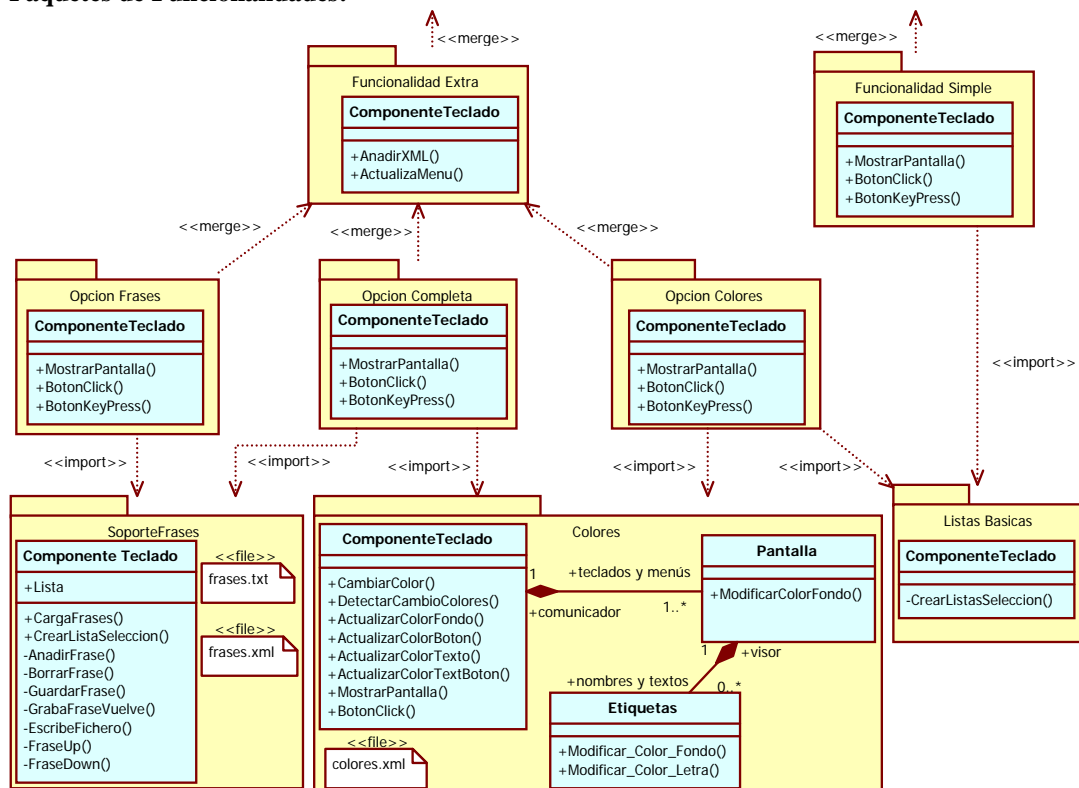 Paquetes de Funcionalidades.
<<merge>>
<<merge>>
Funcionalidad Extra
ComponenteTeclado
+AnadirXML()
+ActualizaMenu()
Funcionalidad Simple
ComponenteTeclado
+MostrarPantalla()
+BotonClick()
+BotonKeyPress()
<<merge>>
<<merge>>
<<merge>>
Opcion Frases
ComponenteTeclado
+MostrarPantalla()
+BotonClick()
+BotonKeyPress()
Opcion Completa
ComponenteTeclado
+MostrarPantalla()
+BotonClick()
+BotonKeyPress()
Opcion Colores
ComponenteTeclado
+MostrarPantalla()
+BotonClick()
+BotonKeyPress()
<<import>>
<<import>>
<<import>>
<<import>>
<<import>>
<<import>>
SoporteFrases
Componente Teclado
+Lista
+CargaFrases()
+CrearListaSeleccion()
-AnadirFrase()
-BorrarFrase()
-GuardarFrase()
-GrabaFraseVuelve()
-EscribeFichero()
-FraseUp()
-FraseDown()
<<file>>
frases.txt
<<file>>
frases.xml
Colores
ComponenteTeclado
+CambiarColor()
+DetectarCambioColores()
+ActualizarColorFondo()
+ActualizarColorBoton()
+ActualizarColorTexto()
+ActualizarColorTextBoton()
+MostrarPantalla()
+BotonClick()
<<file>>
colores.xml
1
+teclados y menús
+comunicador
1..*
Pantalla
+ModificarColorFondo()
1
+visor
+nombres y textos
0..*
Etiquetas
+Modificar_Color_Fondo()
+Modificar_Color_Letra()
Listas Basicas
ComponenteTeclado
-CrearListasSeleccion()